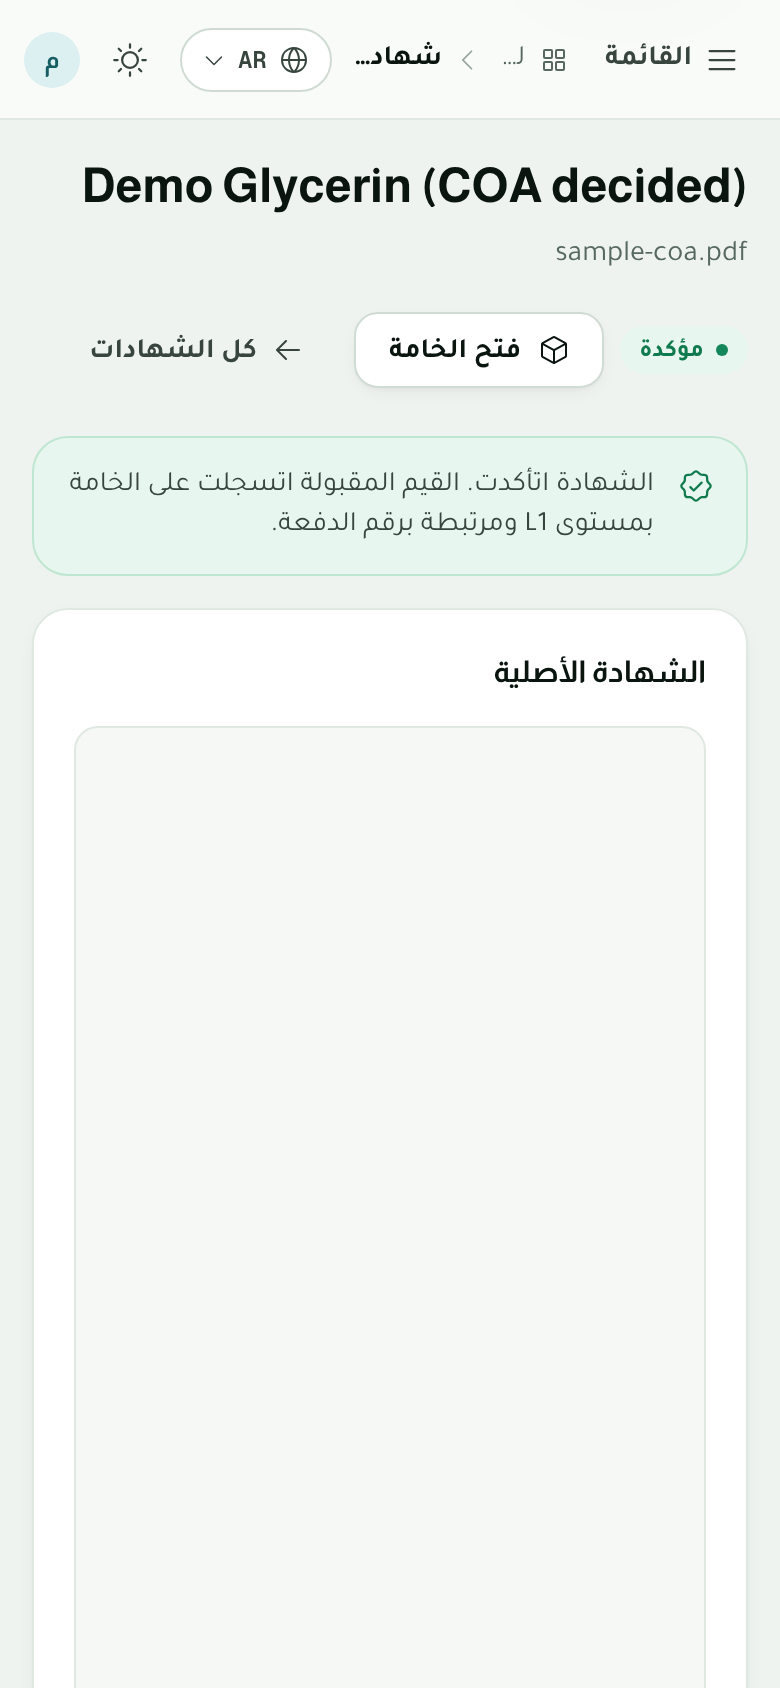 القائمة
لـ...
شهاد...
AR
م
Demo Glycerin (COA decided)
sample-coa.pdf
مؤكدة
فتح الخامة
كل الشهادات
الشهادة اتأكدت. القيم المقبولة اتسجلت على الخامة
بمستوى L1 ومرتبطة برقم الدفعة.
الشهادة الأصلية